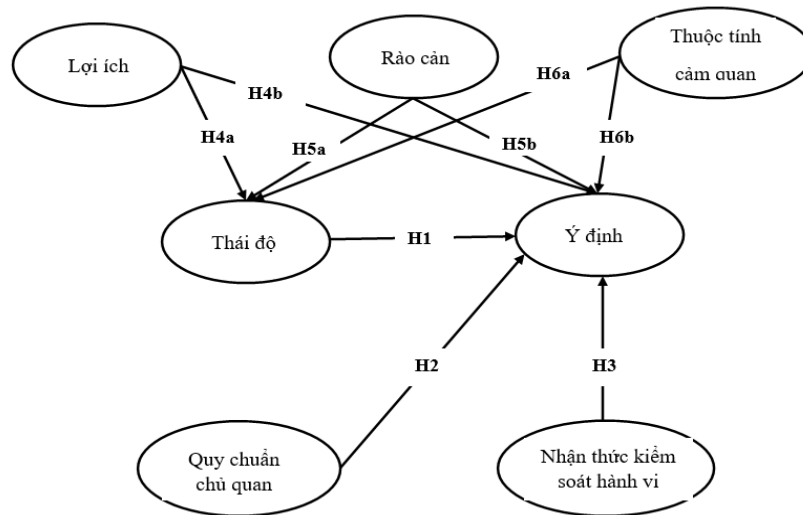 Lợi ích
Rào cản
Thuộc tính
cảm quan
H6a
H4b
H4a
H5a
H5b
H6b
Thái độ
H1
Ý định
H2
H3
Quy chuẩn
chủ quan
Nhận thức kiểm
soát hành vi